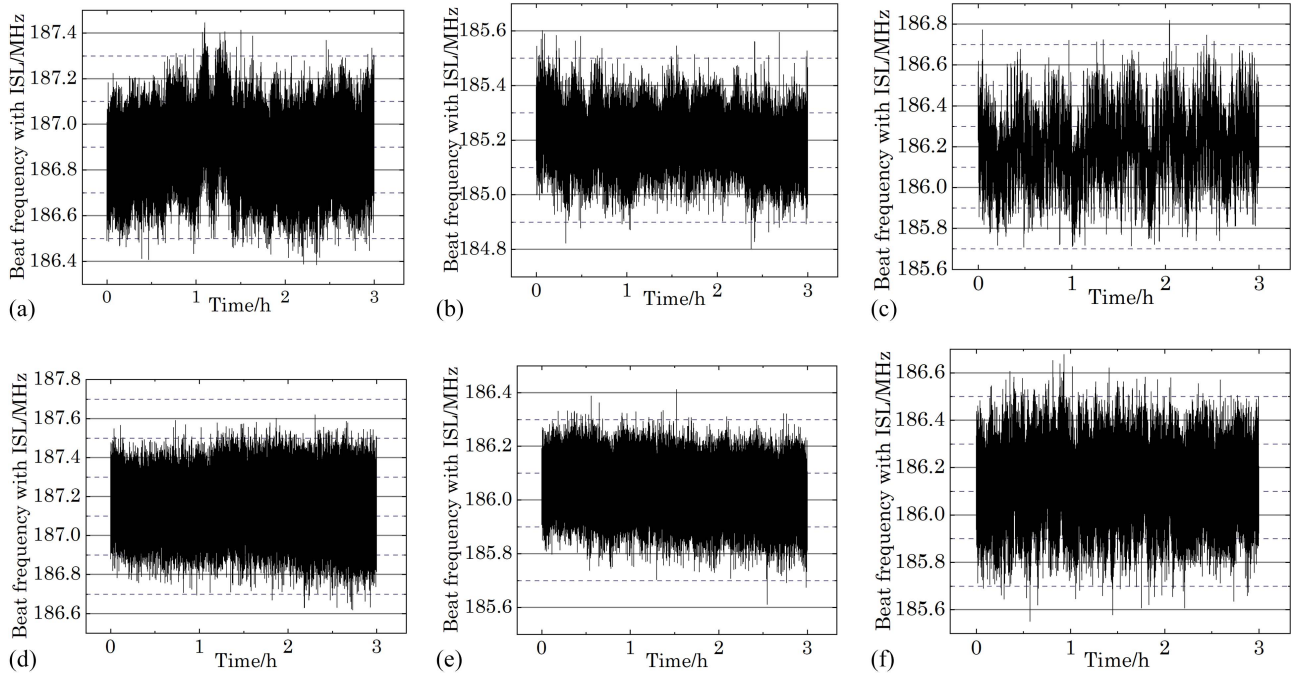 Beat frequency with ISL/MHz
187.4
187.2
187.0
186.8
186.6
186.4
0 1 2 3
Time/h
(a)
Beat frequency with ISL/MHz
185.6
185.4
185.2
185.0
184.8
0 1 2 3
Time/h
(b)
Beat frequency with ISL/MHz
186.8
186.6
186.4
186.2
186.0
185.8
185.6
0 1 2 3
Time/h
(c)
Beat frequency with ISL/MHz
187.8
187.6
187.4
187.2
187.0
186.8
186.6
0 1 2 3
Time/h
(d)
Beat frequency with ISL/MHz
186.4
186.2
186.0
185.8
185.6
0 1 2 3
Time/h
(e)
Beat frequency with ISL/MHz
186.6
186.4
186.2
186.0
185.8
185.6
0 1 2 3
Time/h
(f)